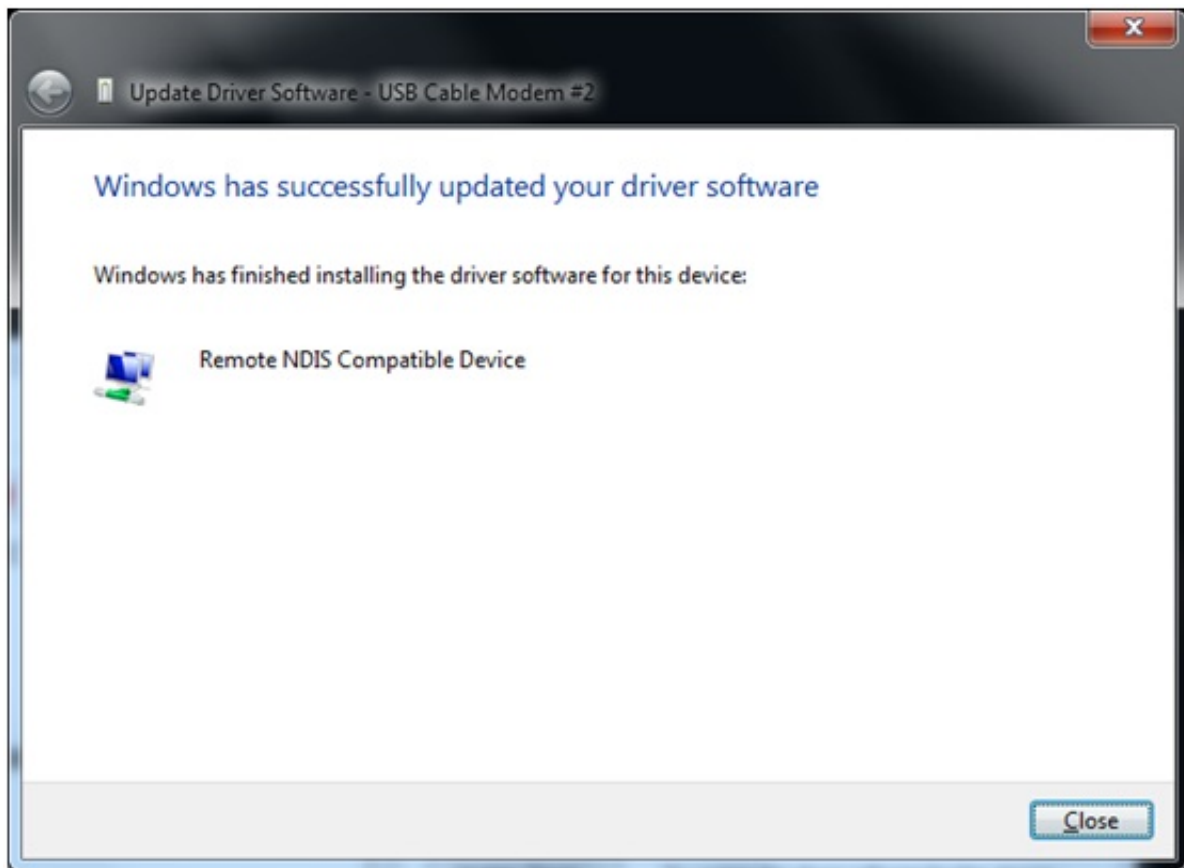 Update Driver Software - USB Cable Modem #2
Windows has successfully updated your driver software
Windows has finished installing the driver software for this device:
Remote NDIS Compatible Device
Close